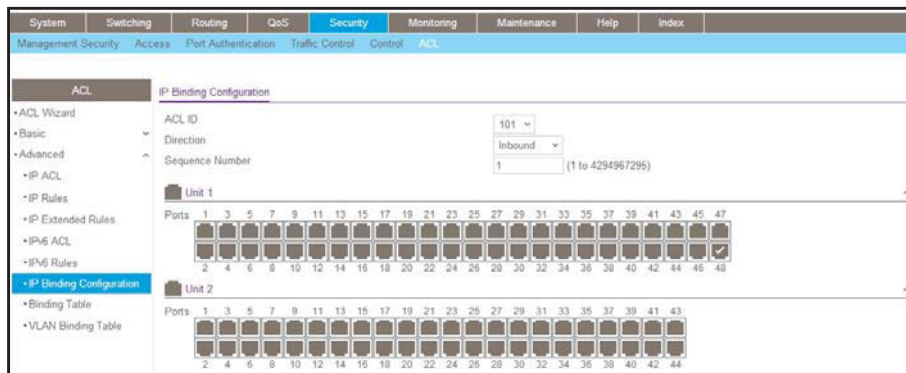 System Switching Routing QoS Security Monitoring Maintenance Help Index
Management Security Access Port Authentication Traffic Control Control ACL
ACL
IP Binding Configuration
•ACL Wizard
•Basic
•Advanced
•IP ACL
•IP Rules
•IP Extended Rules
•IPv6 ACL
•IPv6 Rules
•IP Binding Configuration
•Binding Table
•VLAN Binding Table
ACL ID 101
Direction Inbound
Sequence Number 1 (1 to 4294967295)
Unit 1
Ports 1 3 5 7 9 11 13 15 17 19 21 23 25 27 29 31 33 35 37 39 41 43 45 47
2 4 6 8 10 12 14 16 18 20 22 24 26 28 30 32 34 36 38 40 42 44 46 48
Unit 2
Ports 1 3 5 7 9 11 13 15 17 19 21 23 25 27 29 31 33 35 37 39 41 43
2 4 6 8 10 12 14 16 18 20 22 24 26 28 30 32 34 36 38 40 42 44